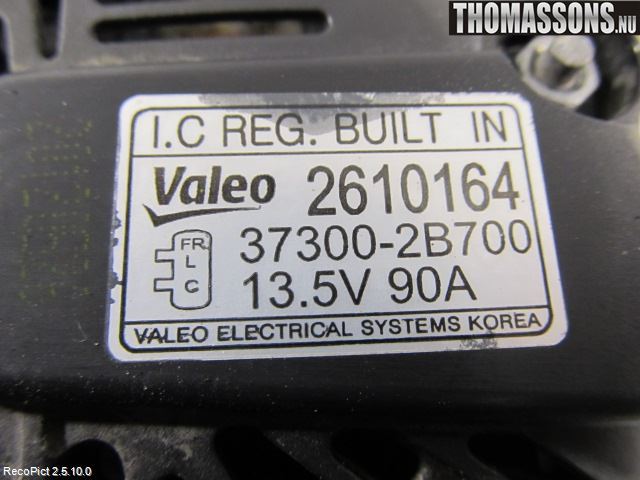 THOMASSONS.NU
I.C REG. BUILT IN
Valeo 2610164
FR
L
C
37300-2B700
13.5V 90A
VALEO ELECTRICAL SYSTEMS KOREA
RecoPict 2.5.10.0